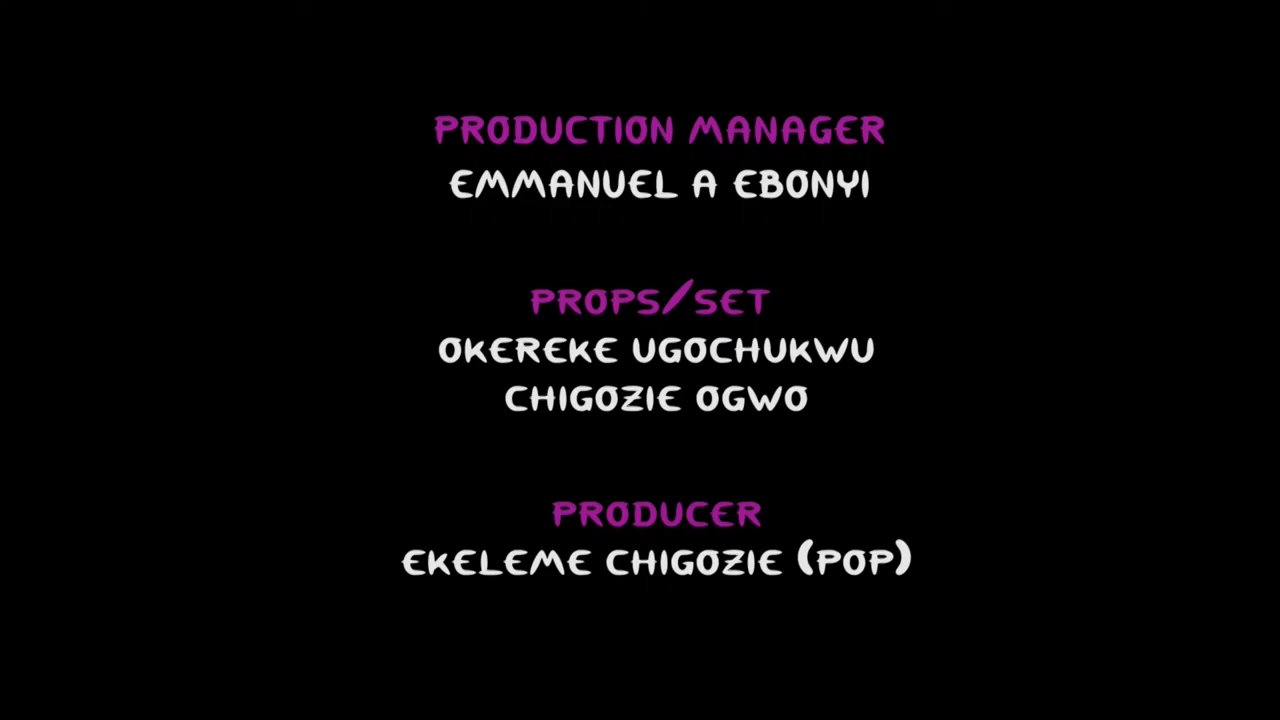 PRODUCTION MANAGER
EMMANUEL A EBONYI
PROPS/SET
OKEREKE UGOCHUKWU
CHIGOZIE OGWO
PRODUCER
EKELEME CHIGOZIE (POP)